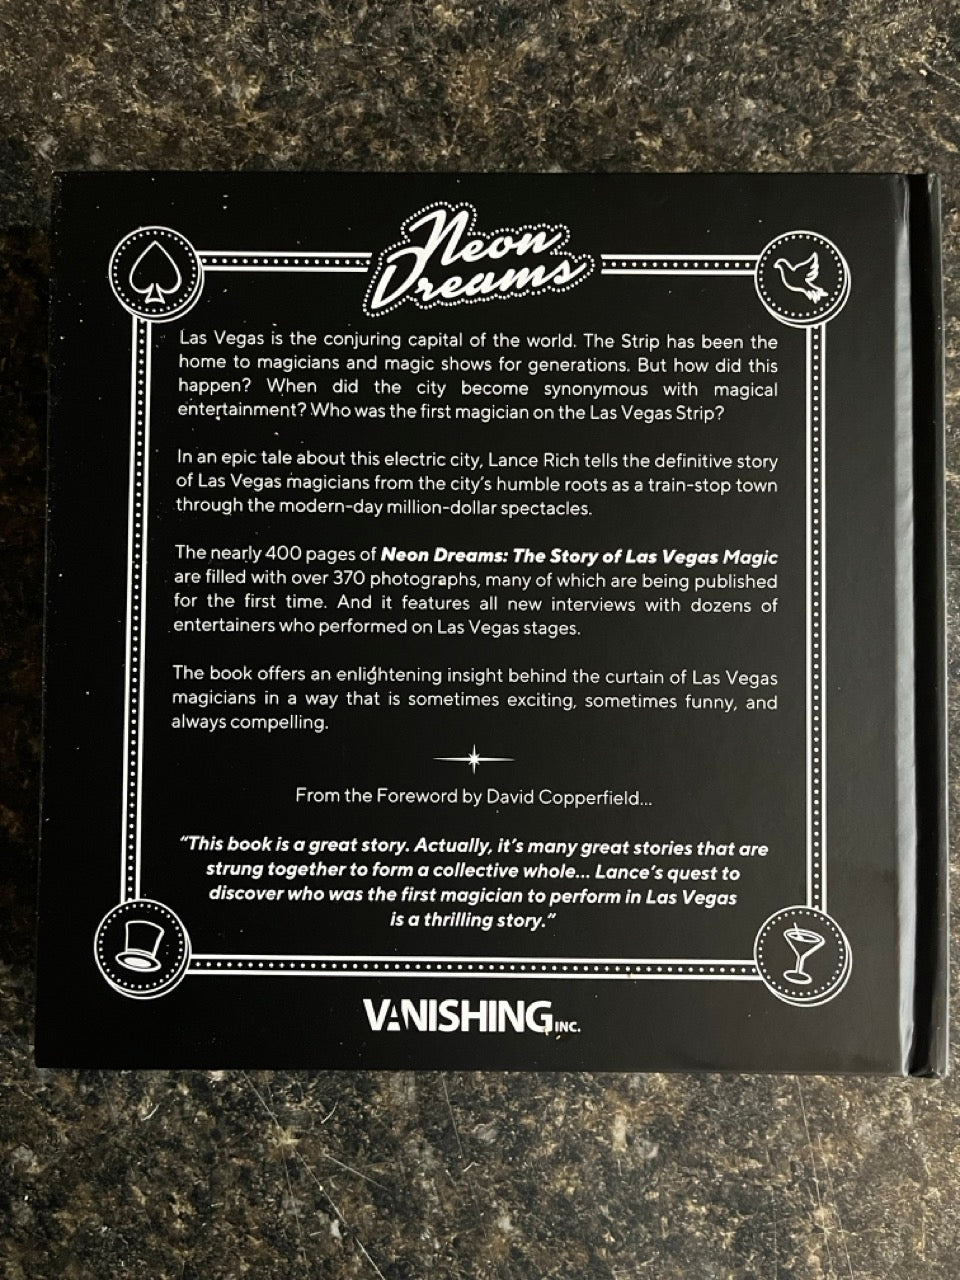 Neon
Dreams
Las Vegas is the conjuring capital of the world. The Strip has been the
home to magicians and magic shows for generations. But how did this
happen? When did the city become synonymous with magical
entertainment? Who was the first magician on the Las Vegas Strip?
In an epic tale about this electric city, Lance Rich tells the definitive story
of Las Vegas magicians from the city's humble roots as a train-stop town
through the modern-day million-dollar spectacles.
The nearly 400 pages of Neon Dreams: The Story of Las Vegas Magic
are filled with over 370 photographs, many of which are being published
for the first time. And it features all new interviews with dozens of
entertainers who performed on Las Vegas stages.
The book offers an enlightening insight behind the curtain of Las Vegas
magicians in a way that is sometimes exciting, sometimes funny, and
always compelling.
From the Foreword by David Copperfield...
"This book is a great story. Actually, it's many great stories that are
strung together to form a collective whole... Lance's quest to
discover who was the first magician to perform in Las Vegas
is a thrilling story."
VANISHING INC.